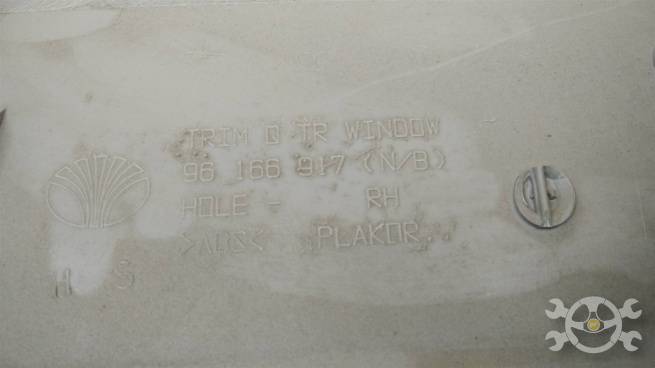 TRIM O TR WINDOW
96 166 917 (N/B)
HOLE - RH
>ABS< PLAKOR
H S